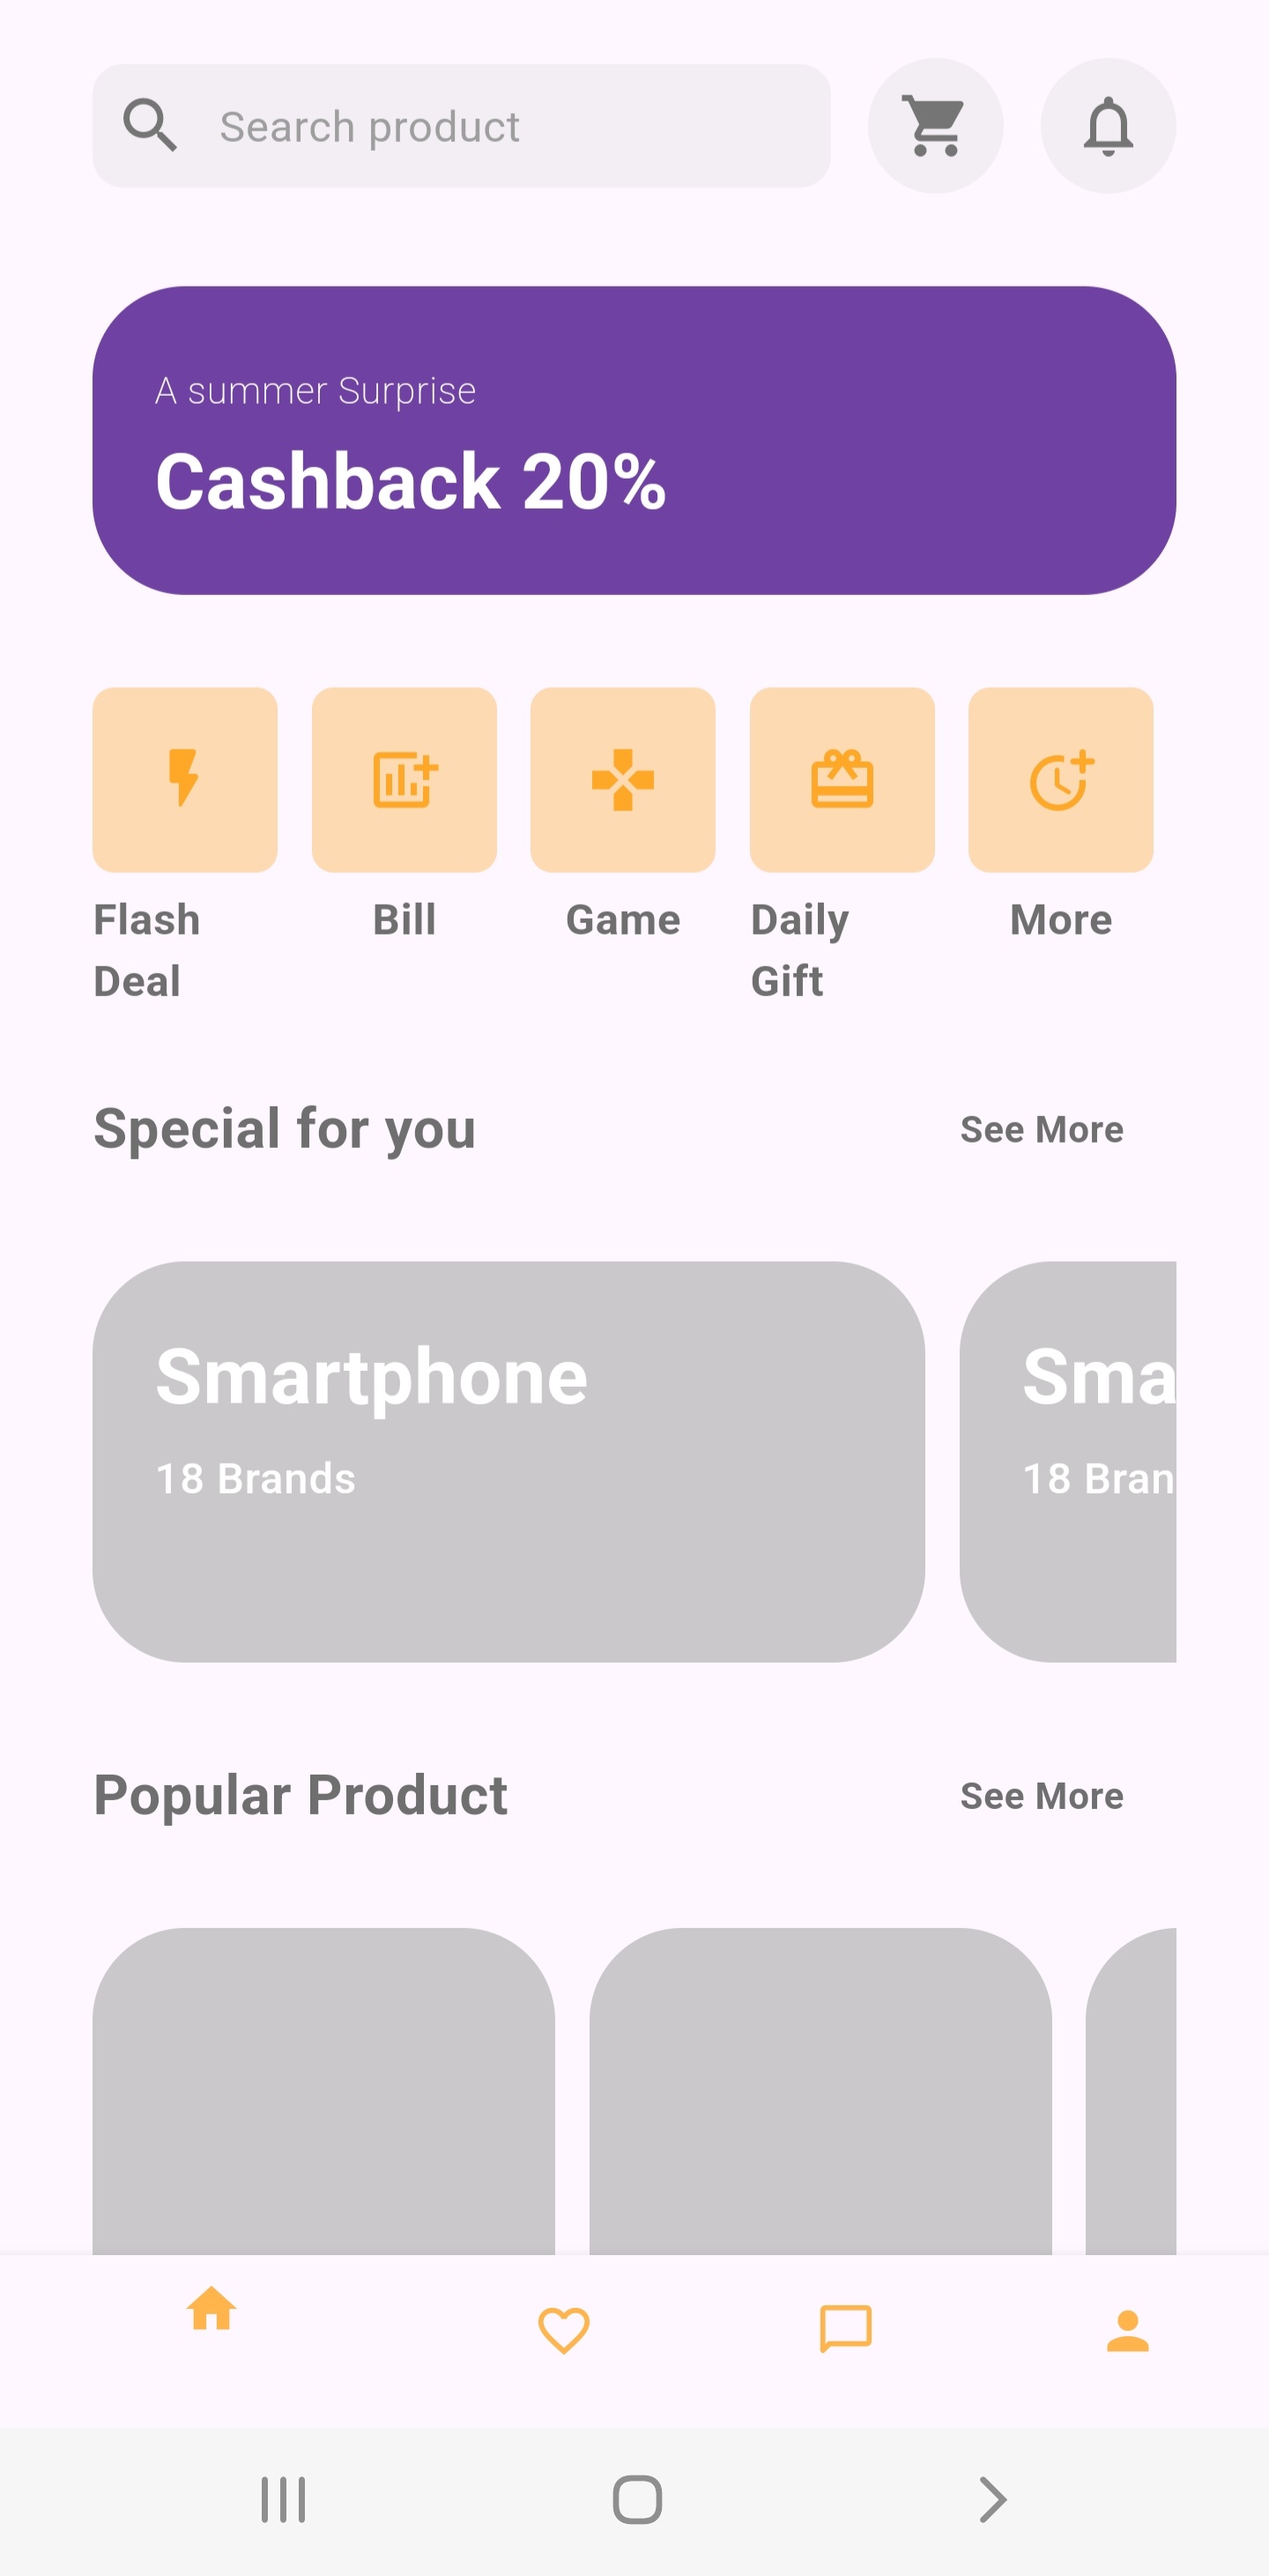 Search product
A summer Surprise
Cashback 20%
Flash
Deal
Bill
Game
Daily
Gift
More
Special for you
See More
Smartphone
18 Brands
Sma
18 Bran
Popular Product
See More